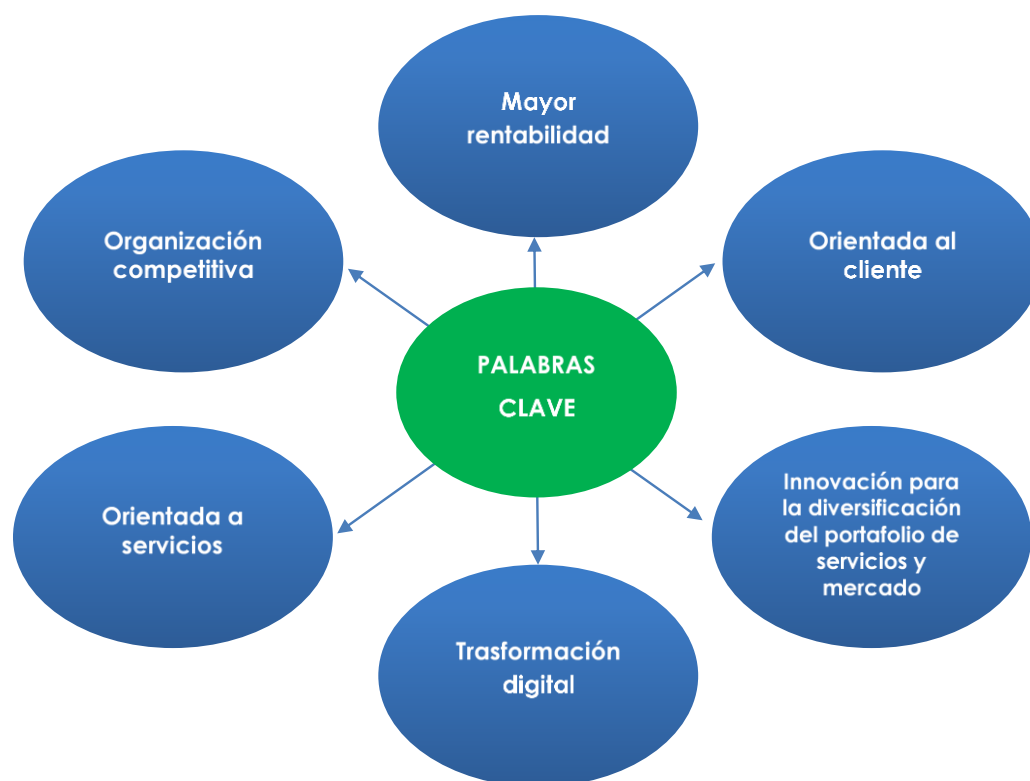 Mayor
rentabilidad
Organización
competitiva
Orientada al
cliente
PALABRAS
CLAVE
Orientada a
servicios
Innovación para
la diversificación
del portafolio de
servicios y
mercado
Trasformación
digital